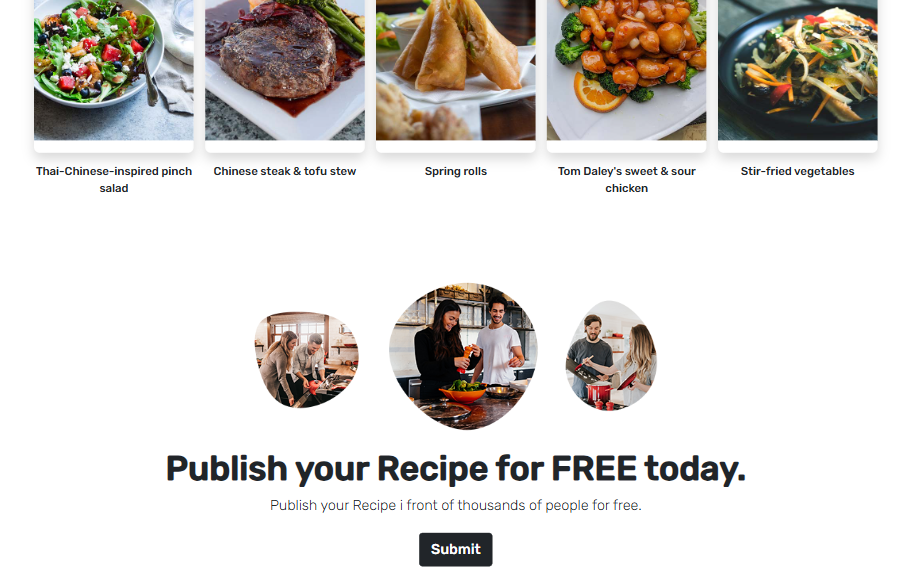 Thai-Chinese-inspired pinch
salad
Chinese steak & tofu stew
Spring rolls
Tom Daley's sweet & sour
chicken
Stir-fried vegetables
Publish your Recipe for FREE today.
Publish your Recipe i front of thousands of people for free.
Submit